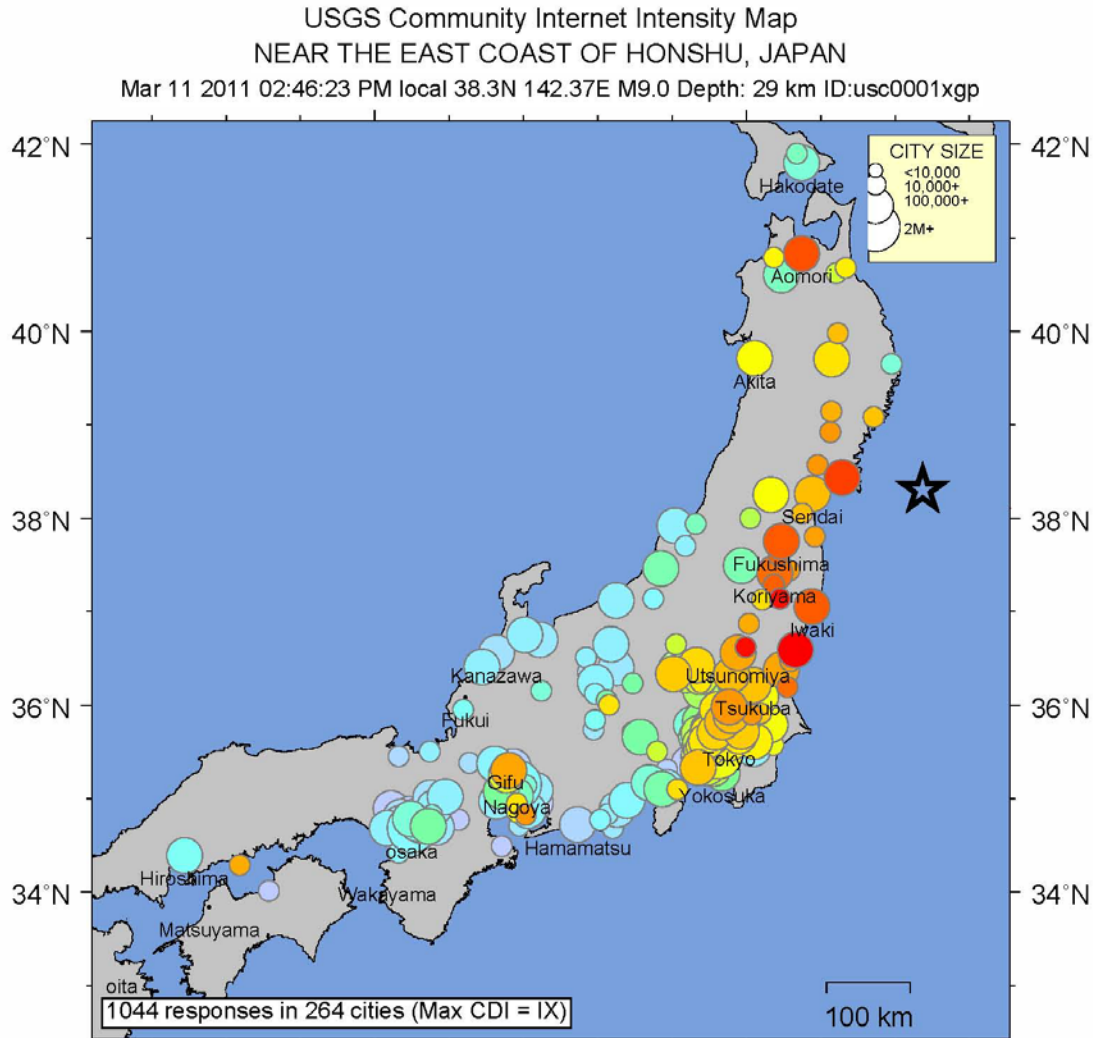 USGS Community Internet Intensity Map
NEAR THE EAST COAST OF HONSHU, JAPAN
Mar 11 2011 02:46:23 PM local 38.3N 142.37E M9.0 Depth: 29 km ID:usc0001xgp
42˚N
42˚N
CITY SIZE
<10,000
10,000+
100,000+
2M+
Hakodate
Aomori
40˚N
40˚N
Akita
38˚N
38˚N
Sendai
Fukushima
Koriyama
Iwaki
Kanazawa
Utsunomiya
36˚N
36˚N
Fukui
Tsukuba
Tokyo
Gifu
Nagoya
Yokosuka
osaka
Hamamatsu
Hiroshima
34˚N
34˚N
Wakayama
Matsuyama
oita
1044 responses in 264 cities (Max CDI = IX)
100 km